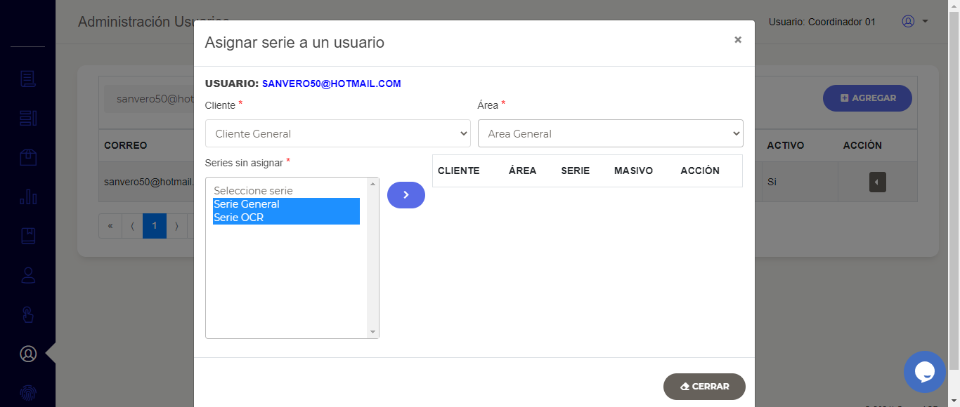 Administración
Usuario: Coordinador 01
Asignar serie a un usuario
×
USUARIO: SANVERO50@HOTMAIL.COM
Cliente *
Área *
Cliente General
Area General
sanvero50@hot
AGREGAR
CORREO
ACTIVO
ACCIÓN
Series sin asignar *
CLIENTE ÁREA SERIE MASIVO ACCIÓN
sanvero50@hotmail.
Si
Seleccione serie
Serie General
Serie OCR
« ⟨ 1 ⟩
CERRAR